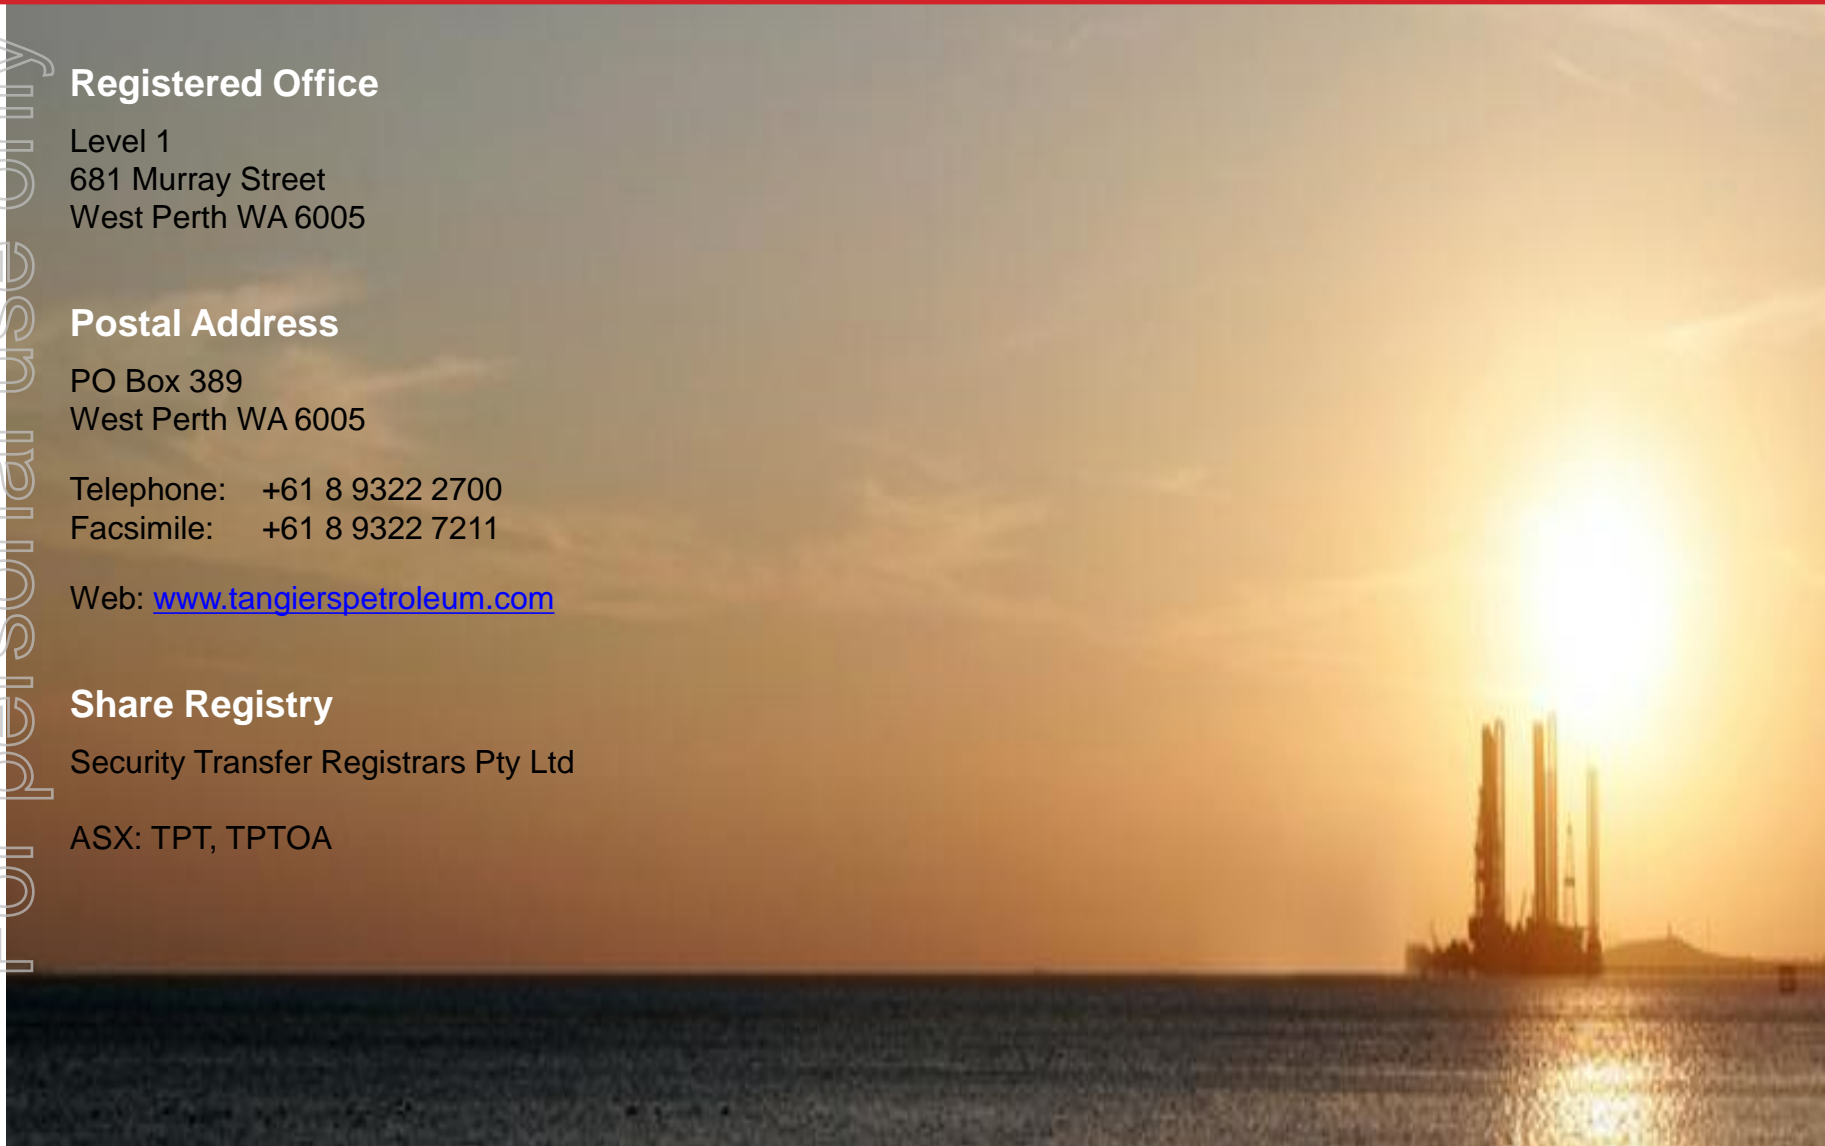 Registered Office
Level 1
681 Murray Street
West Perth WA 6005
Postal Address
PO Box 389
West Perth WA 6005
Telephone: +61 8 9322 2700
Facsimile: +61 8 9322 7211
Web: www.tangierspetroleum.com
Share Registry
Security Transfer Registrars Pty Ltd
ASX: TPT, TPTOA
For personal use only